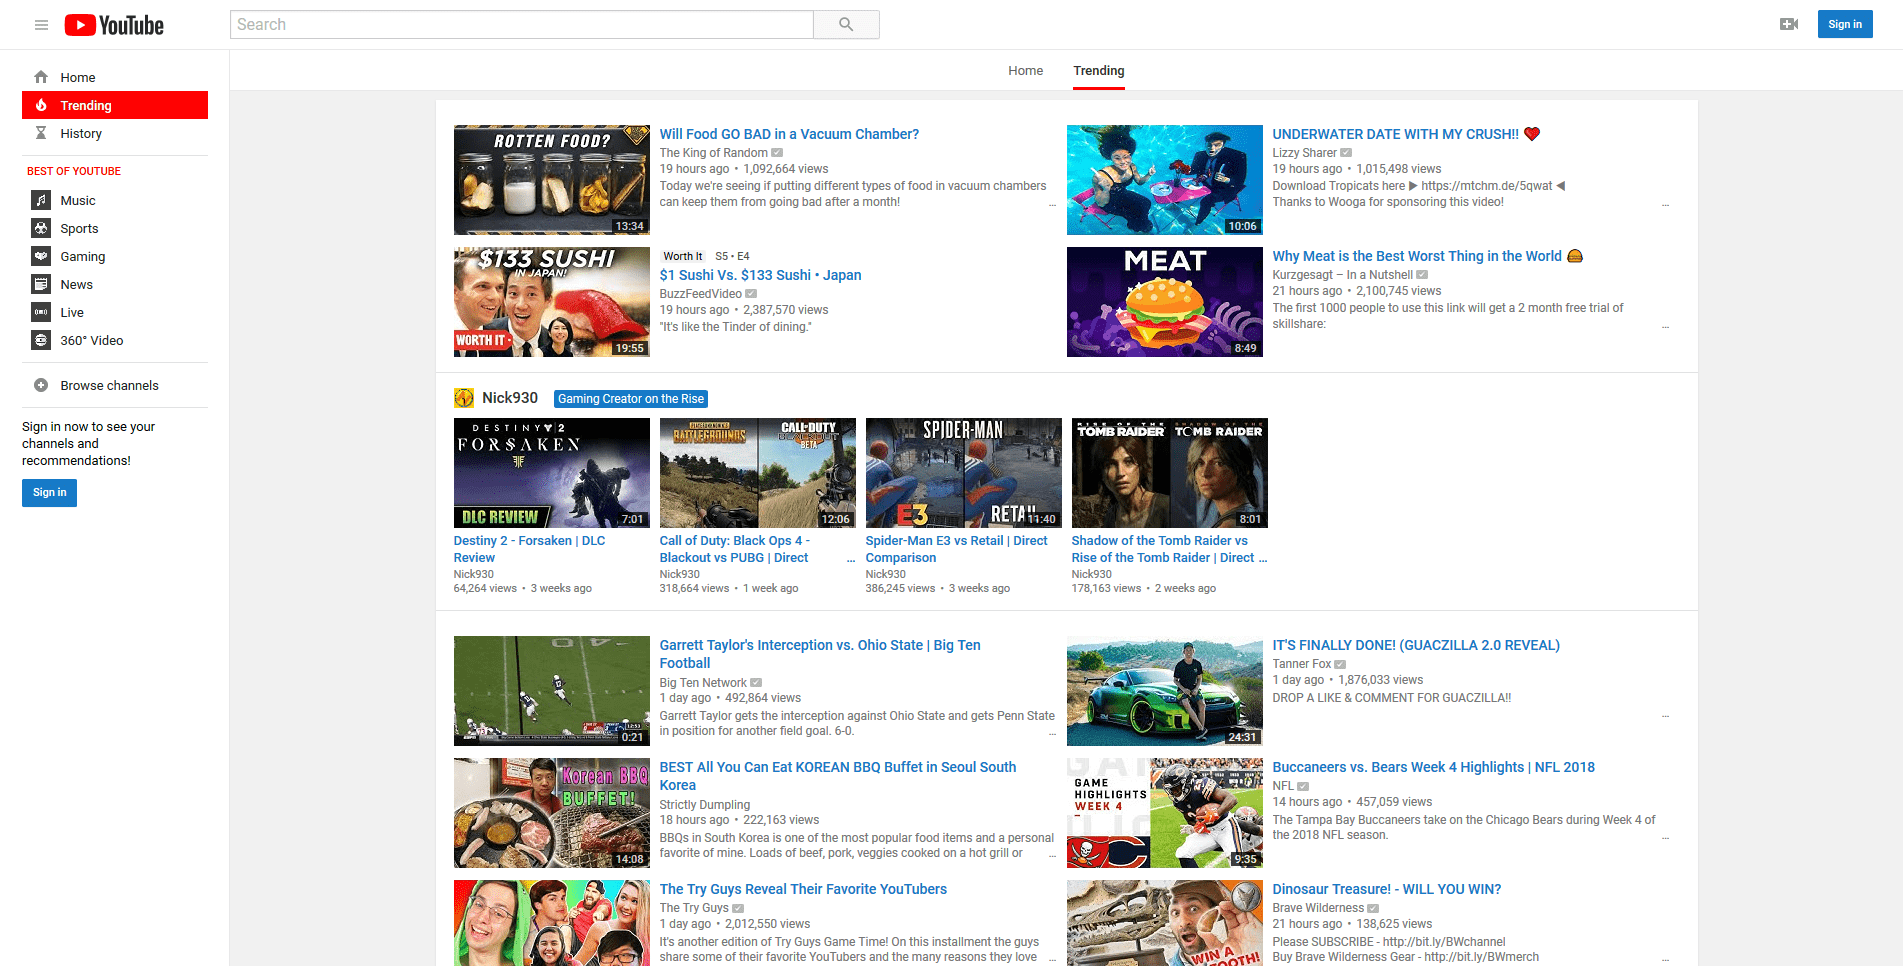 YouTube
Search
Sign in
Home
Trending
History
BEST OF YOUTUBE
Music
Sports
Gaming
News
Live
360° Video
Browse channels
Sign in now to see your
channels and
recommendations!
Sign in
Home
Trending
ROTTEN FOOD?
13:34
Will Food GO BAD in a Vacuum Chamber?
The King of Random
19 hours ago • 1,092,664 views
Today we're seeing if putting different types of food in vacuum chambers
can keep them from going bad after a month! ...
10:06
UNDERWATER DATE WITH MY CRUSH!! ❤
Lizzy Sharer
19 hours ago • 1,015,498 views
Download Tropicats here ▶ https://mtchm.de/5qwat ◀
Thanks to Wooga for sponsoring this video! ...
$133 SUSHI
IN JAPAN!
WORTH IT
19:55
Worth It S5 • E4
$1 Sushi Vs. $133 Sushi • Japan
BuzzFeedVideo
19 hours ago • 2,387,570 views
"It's like the Tinder of dining."
MEAT
8:49
Why Meat is the Best Worst Thing in the World 🍔
Kurzgesagt – In a Nutshell
21 hours ago • 2,100,745 views
The first 1000 people to use this link will get a 2 month free trial of
skillshare: ...
Nick930 Gaming Creator on the Rise
DESTINY 2
FORSAKEN
DLC REVIEW
7:01
Destiny 2 - Forsaken | DLC
Review
Nick930
64,264 views • 3 weeks ago
BATTLEGROUNDS
CALL OF DUTY
BLACKOUT
BETA
12:06
Call of Duty: Black Ops 4 -
Blackout vs PUBG | Direct ...
Nick930
318,664 views • 1 week ago
SPIDER-MAN
E3
RETAIL
11:40
Spider-Man E3 vs Retail | Direct
Comparison
Nick930
386,245 views • 3 weeks ago
RISE OF THE
TOMB RAIDER
SHADOW OF THE
TOMB RAIDER
8:01
Shadow of the Tomb Raider vs
Rise of the Tomb Raider | Direct ...
Nick930
178,163 views • 2 weeks ago
0:21
Garrett Taylor's Interception vs. Ohio State | Big Ten
Football
Big Ten Network
1 day ago • 492,864 views
Garrett Taylor gets the interception against Ohio State and gets Penn State
in position for another field goal. 6-0. ...
24:31
IT'S FINALLY DONE! (GUACZILLA 2.0 REVEAL)
Tanner Fox
1 day ago • 1,876,033 views
DROP A LIKE & COMMENT FOR GUACZILLA!!
...
Korean BBQ
BUFFET!
14:08
BEST All You Can Eat KOREAN BBQ Buffet in Seoul South
Korea
Strictly Dumpling
18 hours ago • 222,163 views
BBQs in South Korea is one of the most popular food items and a personal
favorite of mine. Loads of beef, pork, veggies cooked on a hot grill or ...
GAME
HIGHLIGHTS
WEEK 4
9:35
Buccaneers vs. Bears Week 4 Highlights | NFL 2018
NFL
14 hours ago • 457,059 views
The Tampa Bay Buccaneers take on the Chicago Bears during Week 4 of
the 2018 NFL season. ...
The Try Guys Reveal Their Favorite YouTubers
The Try Guys
1 day ago • 2,012,550 views
It's another edition of Try Guys Game Time! On this installment the guys
share some of their favorite YouTubers and the many reasons they love ...
WIN A
TOOTH!
Dinosaur Treasure! - WILL YOU WIN?
Brave Wilderness
21 hours ago • 138,625 views
Please SUBSCRIBE - http://bit.ly/BWchannel
Buy Brave Wilderness Gear - http://bit.ly/BWmerch ...